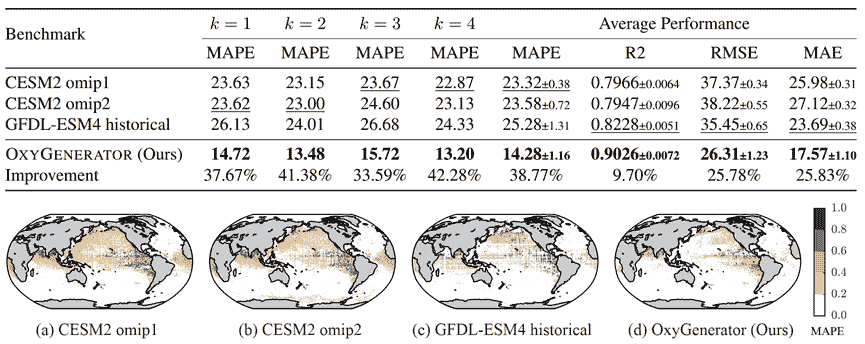 Benchmark k = 1 k = 2 k = 3 k = 4 Average Performance
MAPE MAPE MAPE MAPE MAPE R2 RMSE MAE
CESM2 omip1 23.63 23.15 23.67 22.87 23.32±0.38 0.7966±0.0064 37.37±0.34 25.98±0.31
CESM2 omip2 23.62 23.00 24.60 23.13 23.58±0.72 0.7947±0.0096 38.22±0.55 27.12±0.32
GFDL-ESM4 historical 26.13 24.01 26.68 24.33 25.28±1.31 0.8228±0.0051 35.45±0.65 23.69±0.38
OXYGENERATOR (Ours) 14.72 13.48 15.72 13.20 14.28±1.16 0.9026±0.0072 26.31±1.23 17.57±1.10
Improvement 37.67% 41.38% 33.59% 42.28% 38.77% 9.70% 25.78% 25.83%
1.0
0.8
0.6
0.4
0.2
0.0
MAPE
(a) CESM2 omip1 (b) CESM2 omip2 (c) GFDL-ESM4 historical (d) OxyGenerator (Ours)